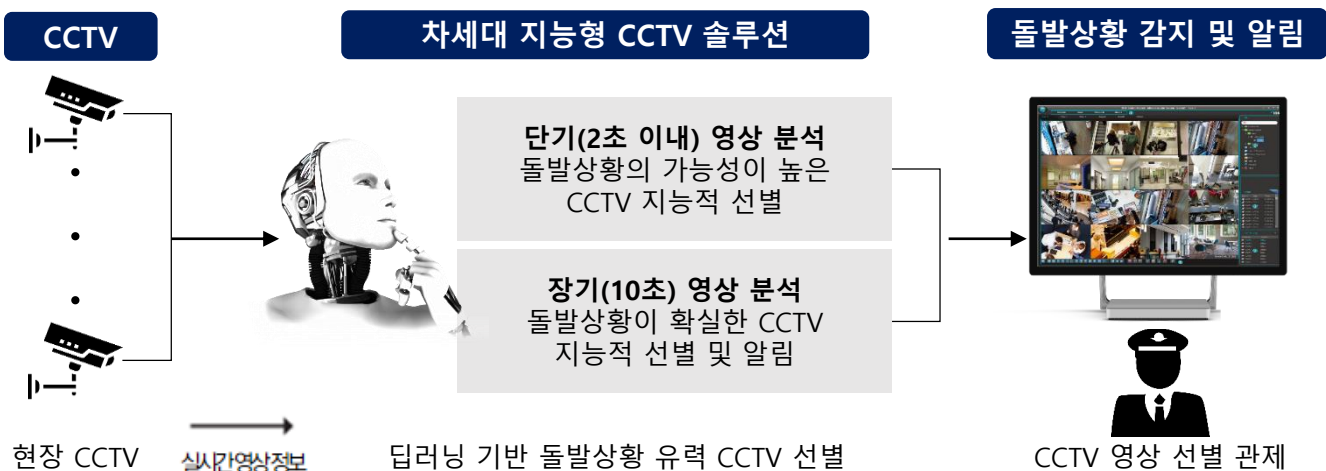 CCTV
차세대 지능형 CCTV 솔루션
돌발상황 감지 및 알림
단기(2초 이내) 영상 분석
돌발상황의 가능성이 높은
CCTV 지능적 선별
장기(10초) 영상 분석
돌발상황이 확실한 CCTV
지능적 선별 및 알림
현장 CCTV
실시간영상정보
딥러닝 기반 돌발상황 유력 CCTV 선별
CCTV 영상 선별 관제